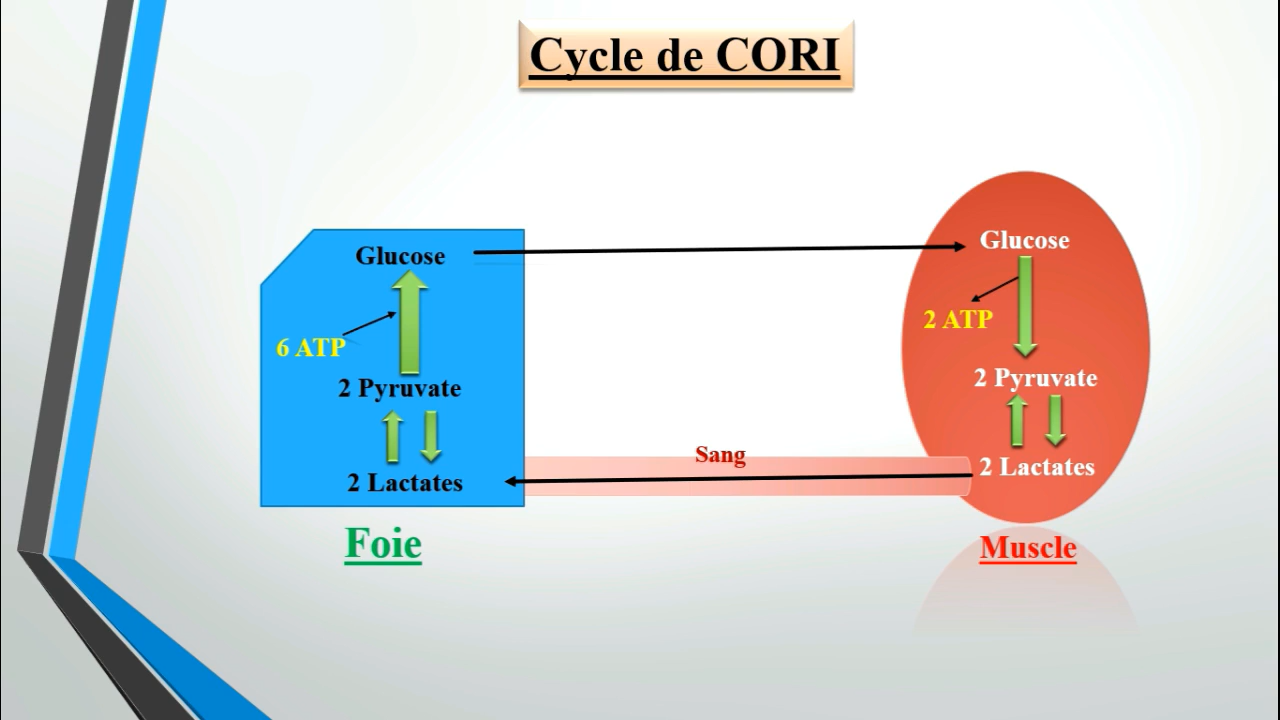 Cycle de CORI
Glucose
6 ATP
2 Pyruvate
2 Lactates
Foie
Sang
Glucose
2 ATP
2 Pyruvate
2 Lactates
Muscle